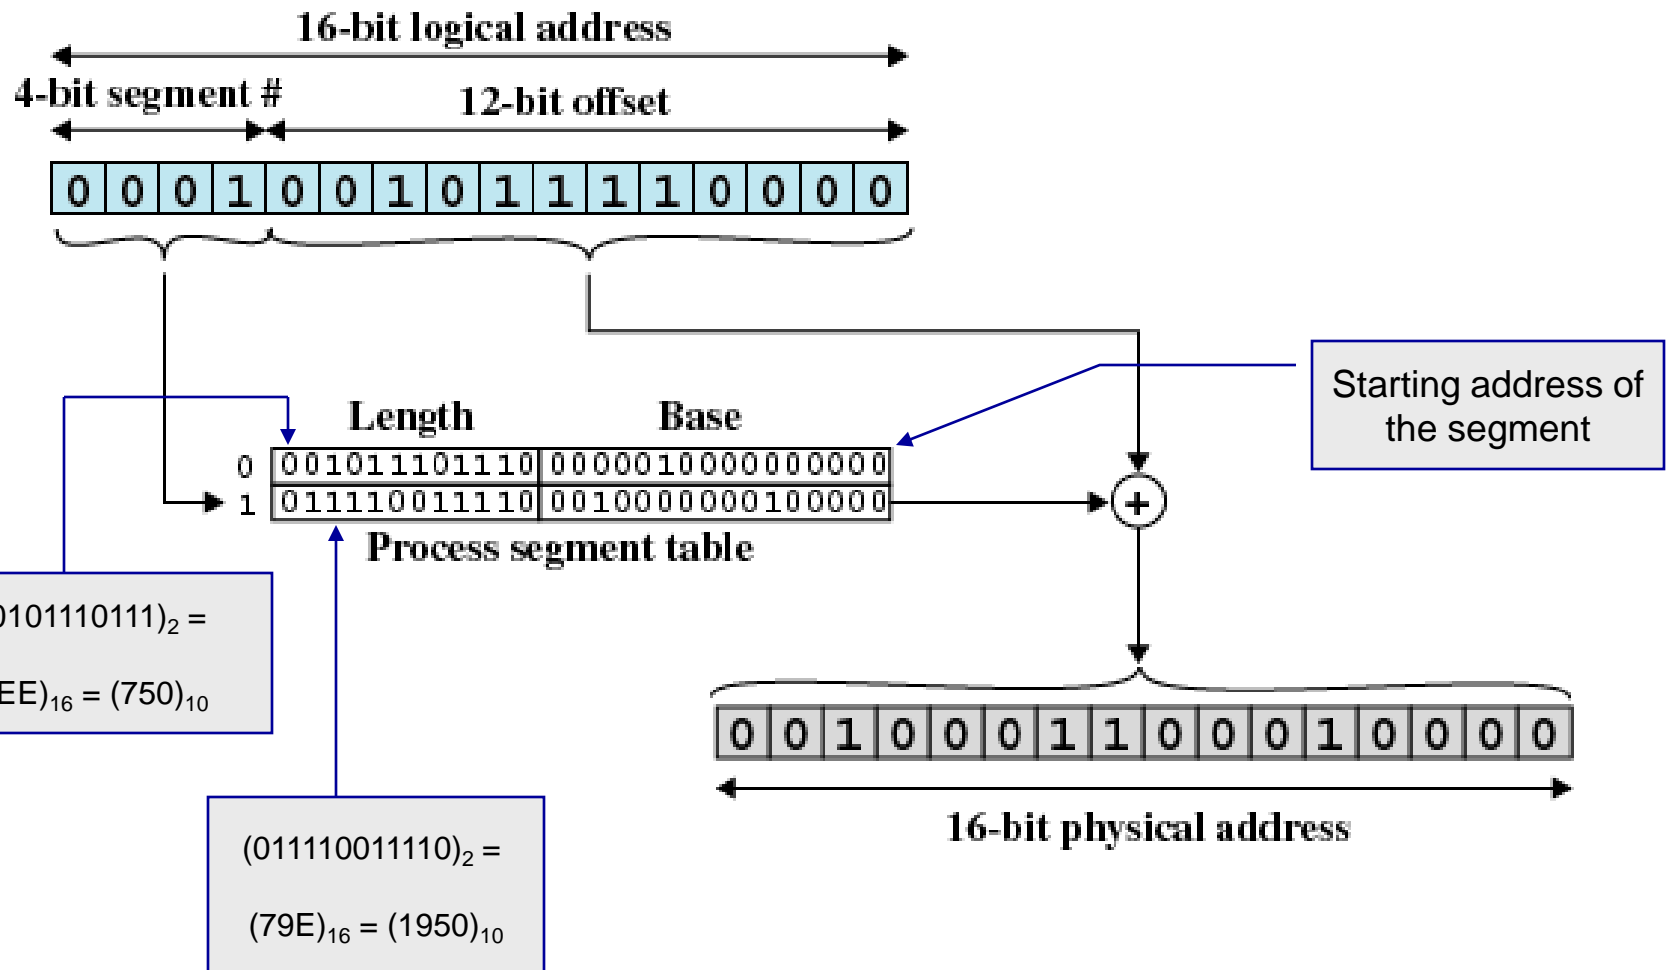 16-bit logical address
4-bit segment # 12-bit offset
0 0 0 1 0 0 1 0 1 1 1 1 0 0 0 0
Starting address of
the segment
Length Base
0 001011101110 0000010000000000
1 011110011110 0010000000100000
+
Process segment table
0101110111)₂ =
EE)₁₆ = (750)₁₀
0 0 1 0 0 0 1 1 0 0 0 1 0 0 0 0
16-bit physical address
(011110011110)₂ =
(79E)₁₆ = (1950)₁₀